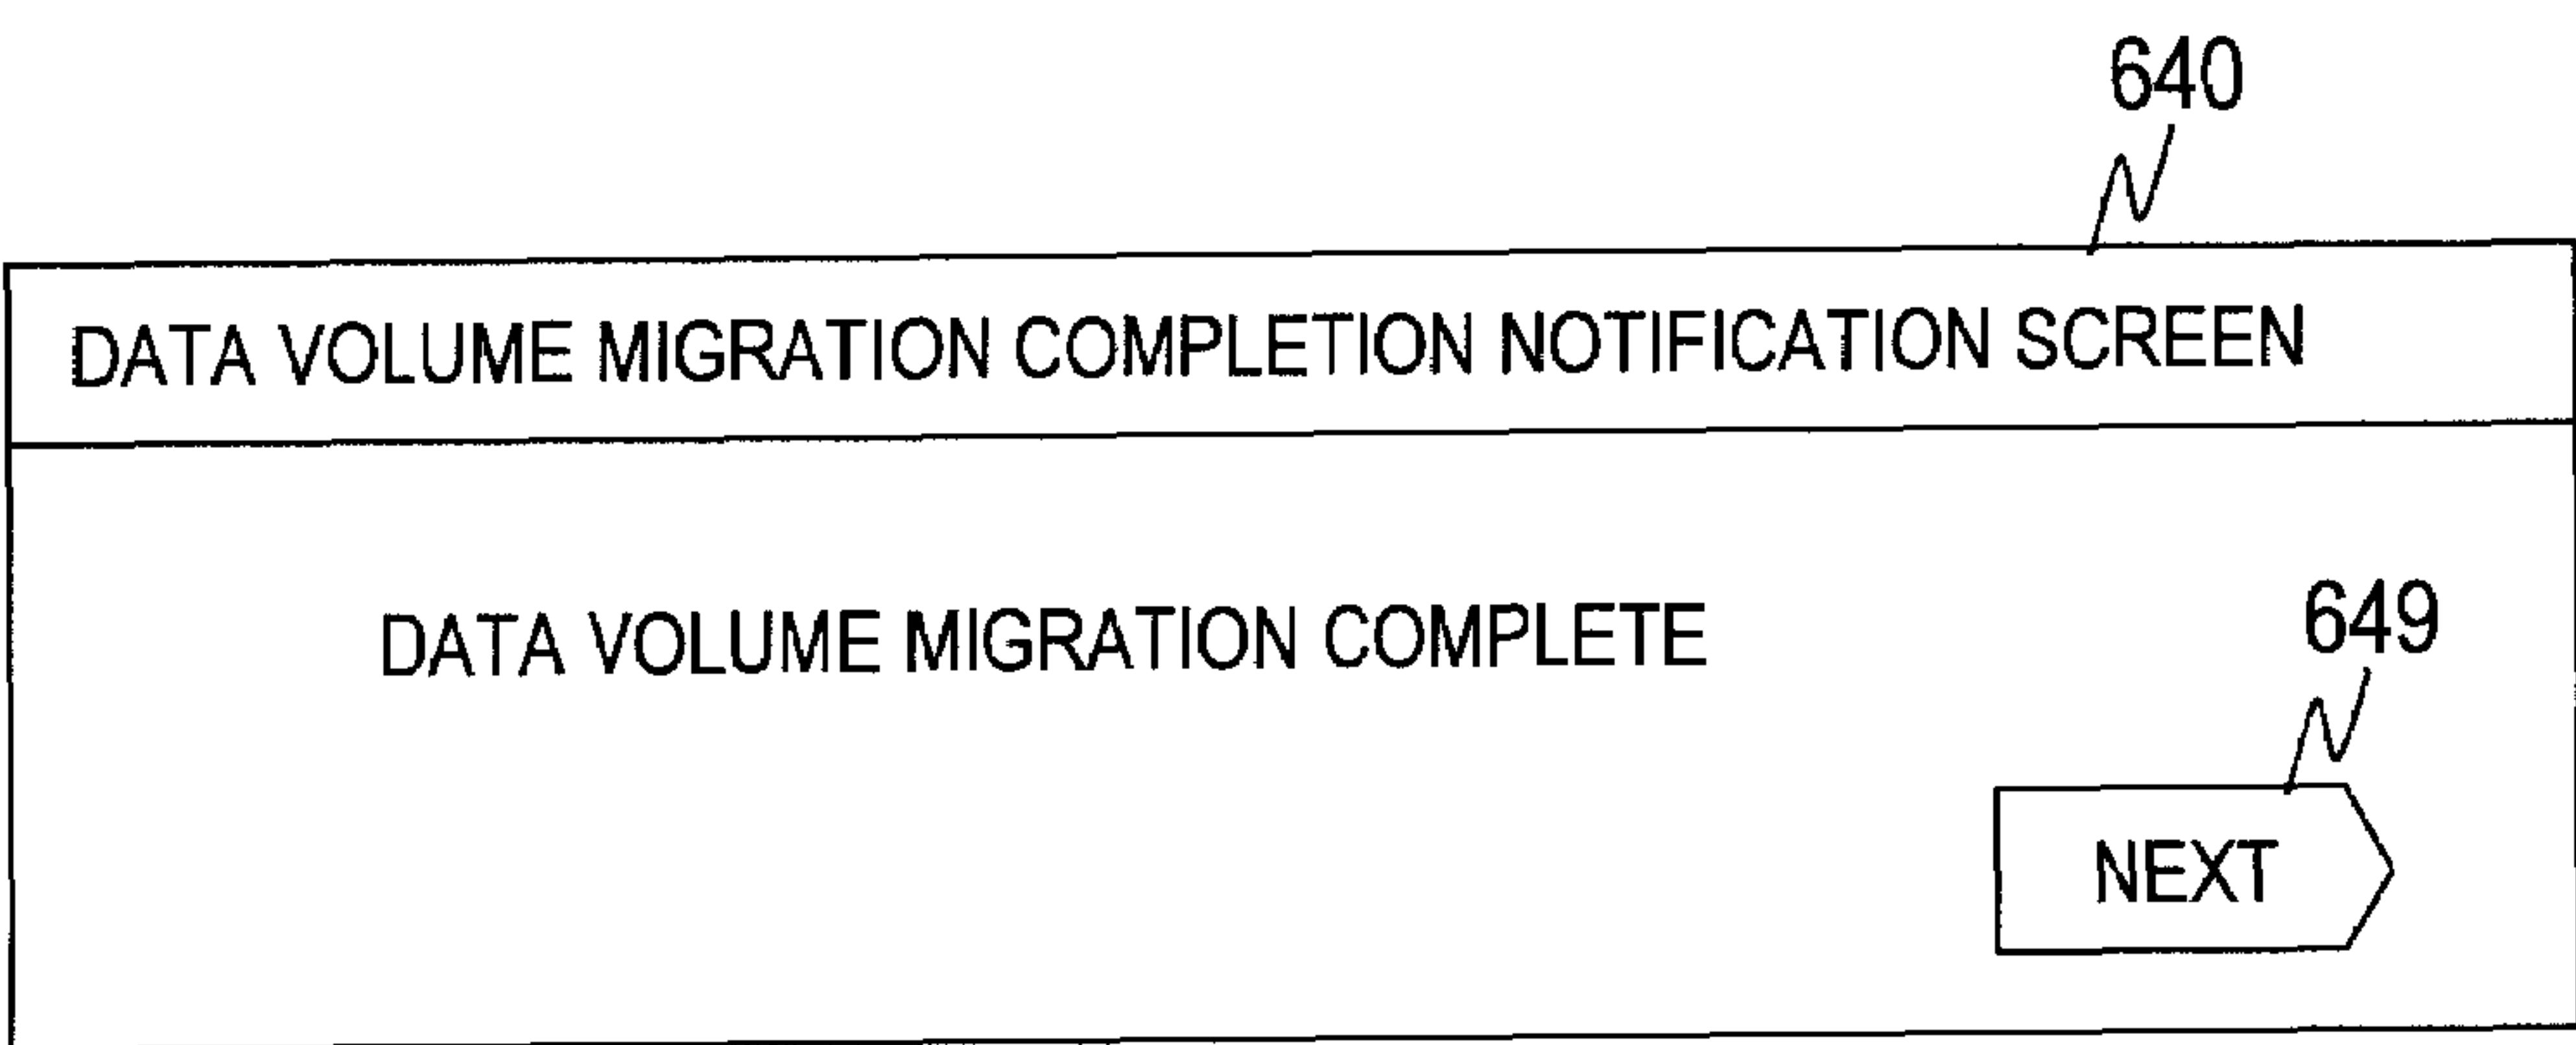 640
DATA VOLUME MIGRATION COMPLETION NOTIFICATION SCREEN
DATA VOLUME MIGRATION COMPLETE
649
NEXT